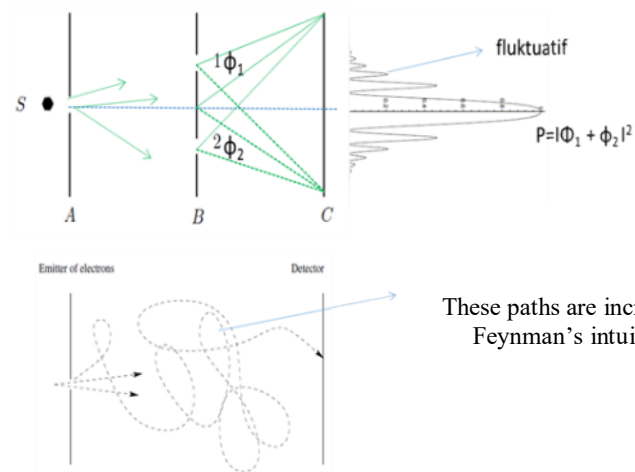 fluktuatif
1 ϕ₁
S
P=|Φ₁ + ϕ₂|²
2 ϕ₂
A B C
Emitter of electrons Detector
These paths are inc
Feynman's intui